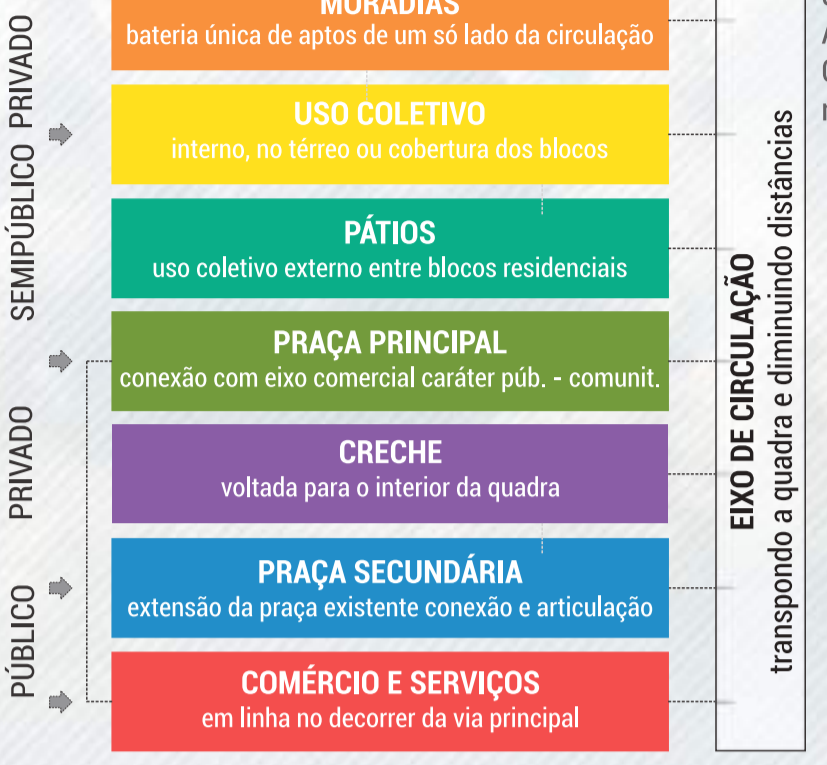 MORADIAS
bateria única de aptos de um só lado da circulação
USO COLETIVO
interno, no térreo ou cobertura dos blocos
PÁTIOS
uso coletivo externo entre blocos residenciais
PRAÇA PRINCIPAL
conexão com eixo comercial caráter púb. - comunit.
CRECHE
voltada para o interior da quadra
PRAÇA SECUNDÁRIA
extensão da praça existente conexão e articulação
COMÉRCIO E SERVIÇOS
em linha no decorrer da via principal
PRIVADO
SEMIPÚBLICO
PRIVADO
PÚBLICO
EIXO DE CIRCULAÇÃO
transpondo a quadra e diminuindo distâncias